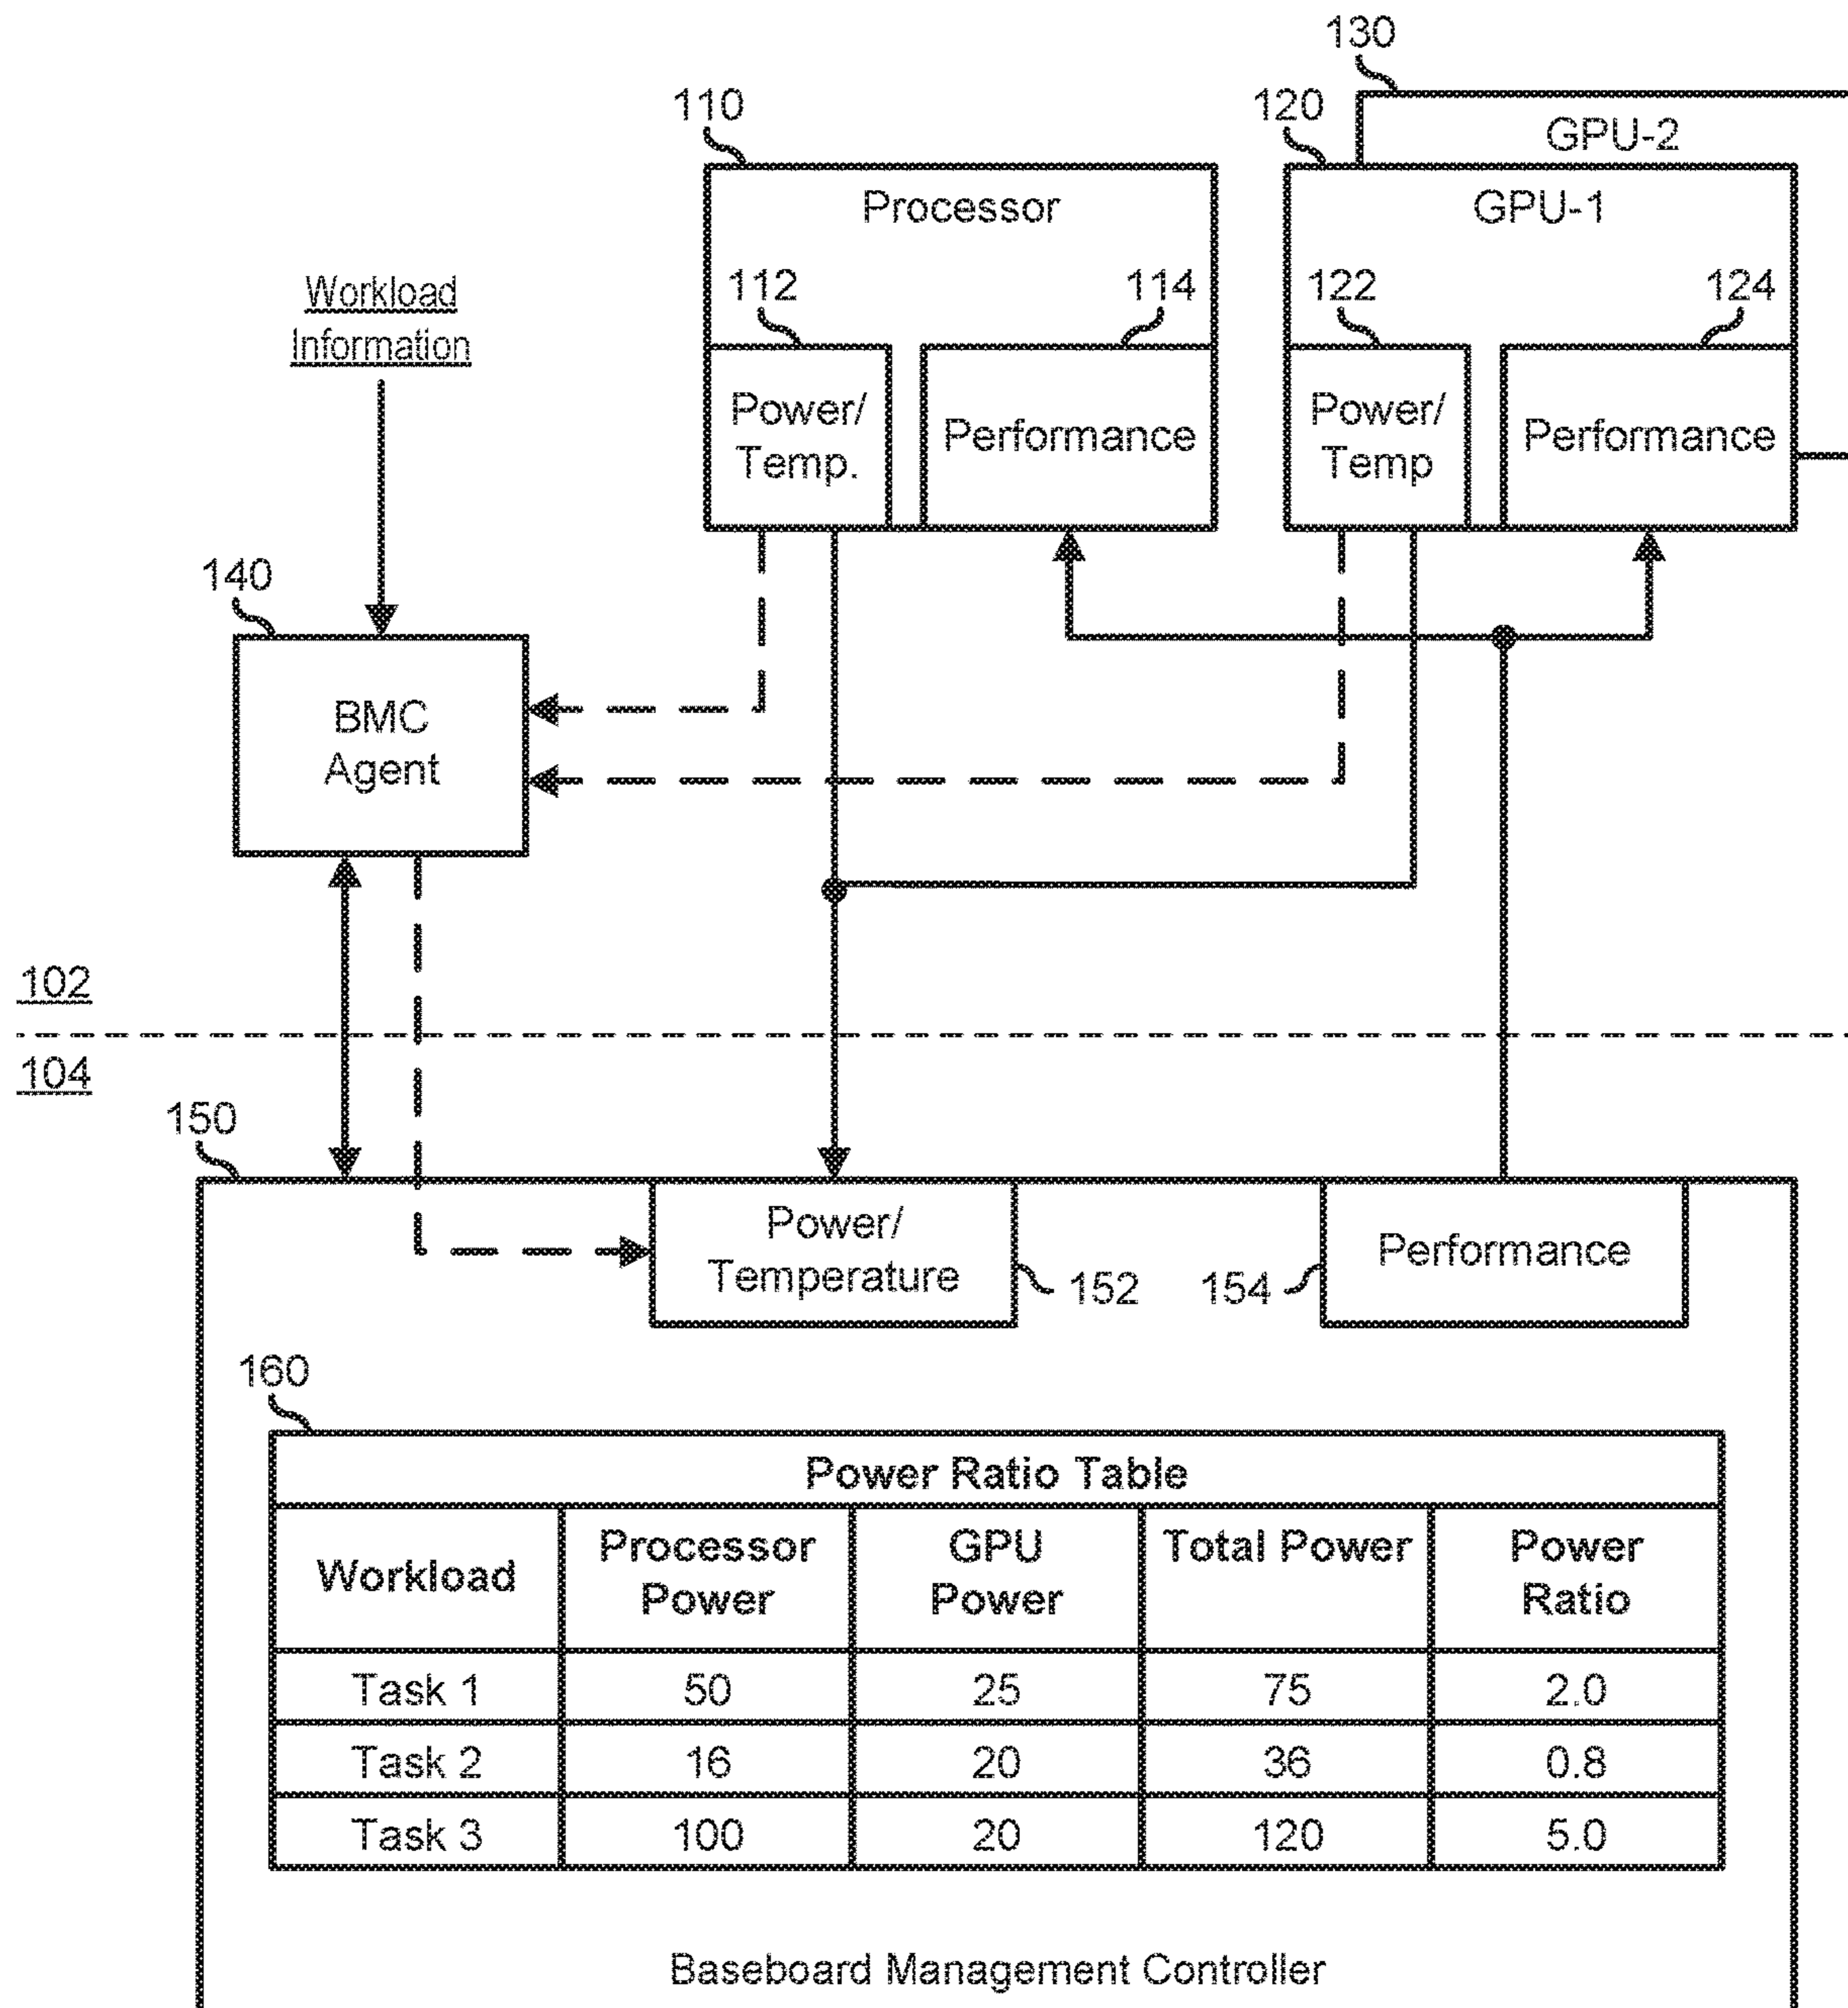 130
110
120
GPU-2
Processor
GPU-1
Workload
Information
112
114
122
124
Power/
Temp.
Performance
Power/
Temp
Performance
140
BMC
Agent
102
104
150
Power/
Temperature
152
154
Performance
160
Power Ratio Table
Workload
Processor
Power
GPU
Power
Total Power
Power
Ratio
Task 1 50 25 75 2.0
Task 2 16 20 36 0.8
Task 3 100 20 120 5.0
Baseboard Management Controller